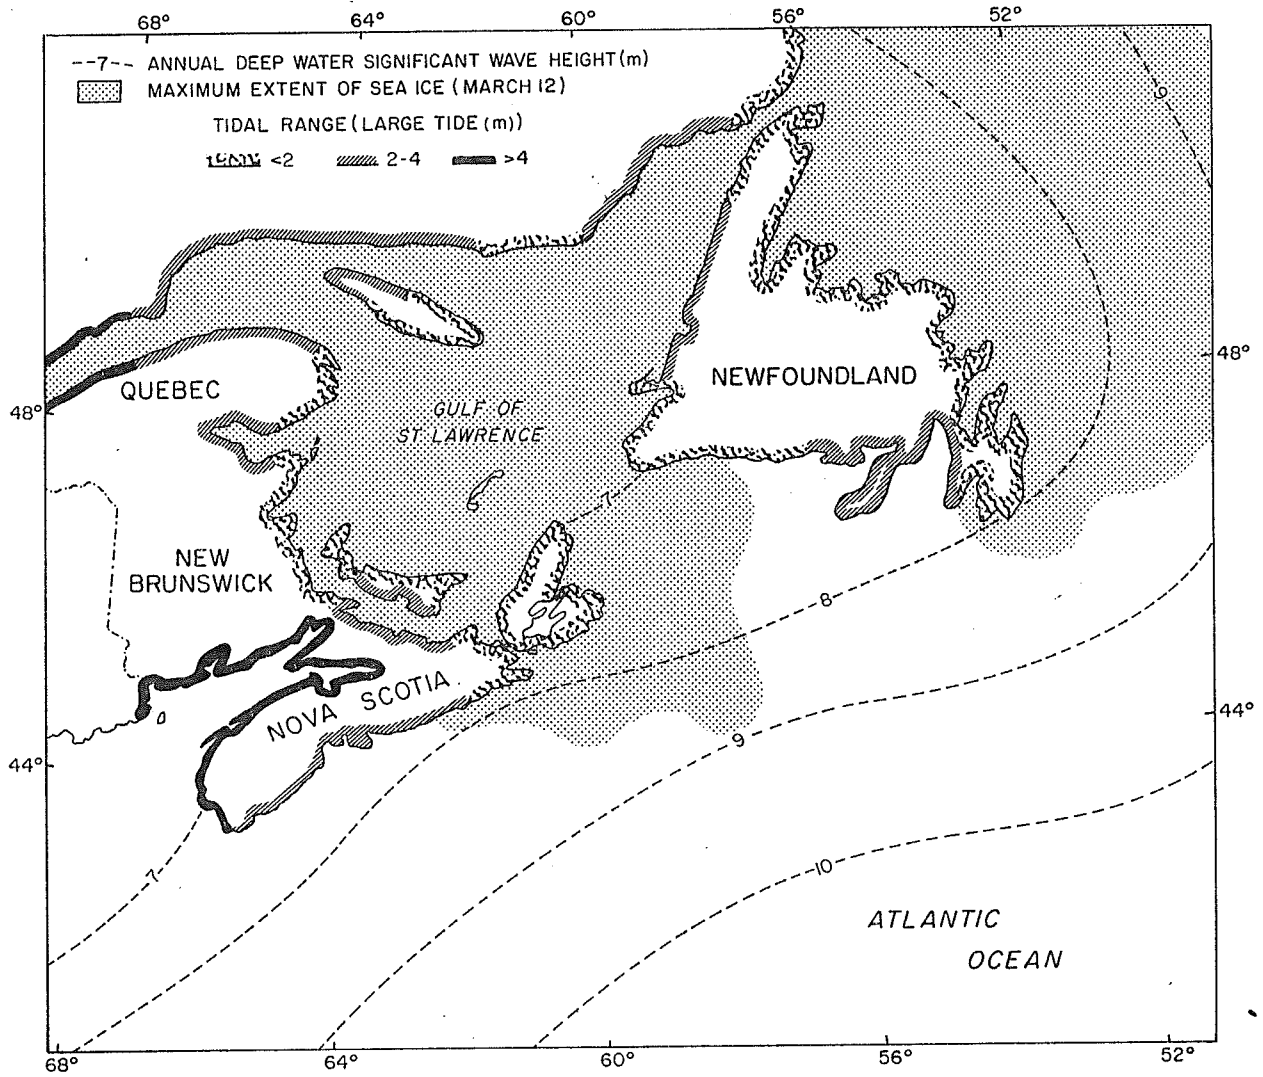 68° 64° 60° 56° 52°
--7-- ANNUAL DEEP WATER SIGNIFICANT WAVE HEIGHT (m)
MAXIMUM EXTENT OF SEA ICE (MARCH 12)
TIDAL RANGE (LARGE TIDE (m))
<2 2-4 >4
9
48°
QUEBEC
NEWFOUNDLAND
48°
GULF OF
ST LAWRENCE
7
NEW
BRUNSWICK
8
NOVA SCOTIA
44°
9
44°
7
10
ATLANTIC
OCEAN
68° 64° 60° 56° 52°